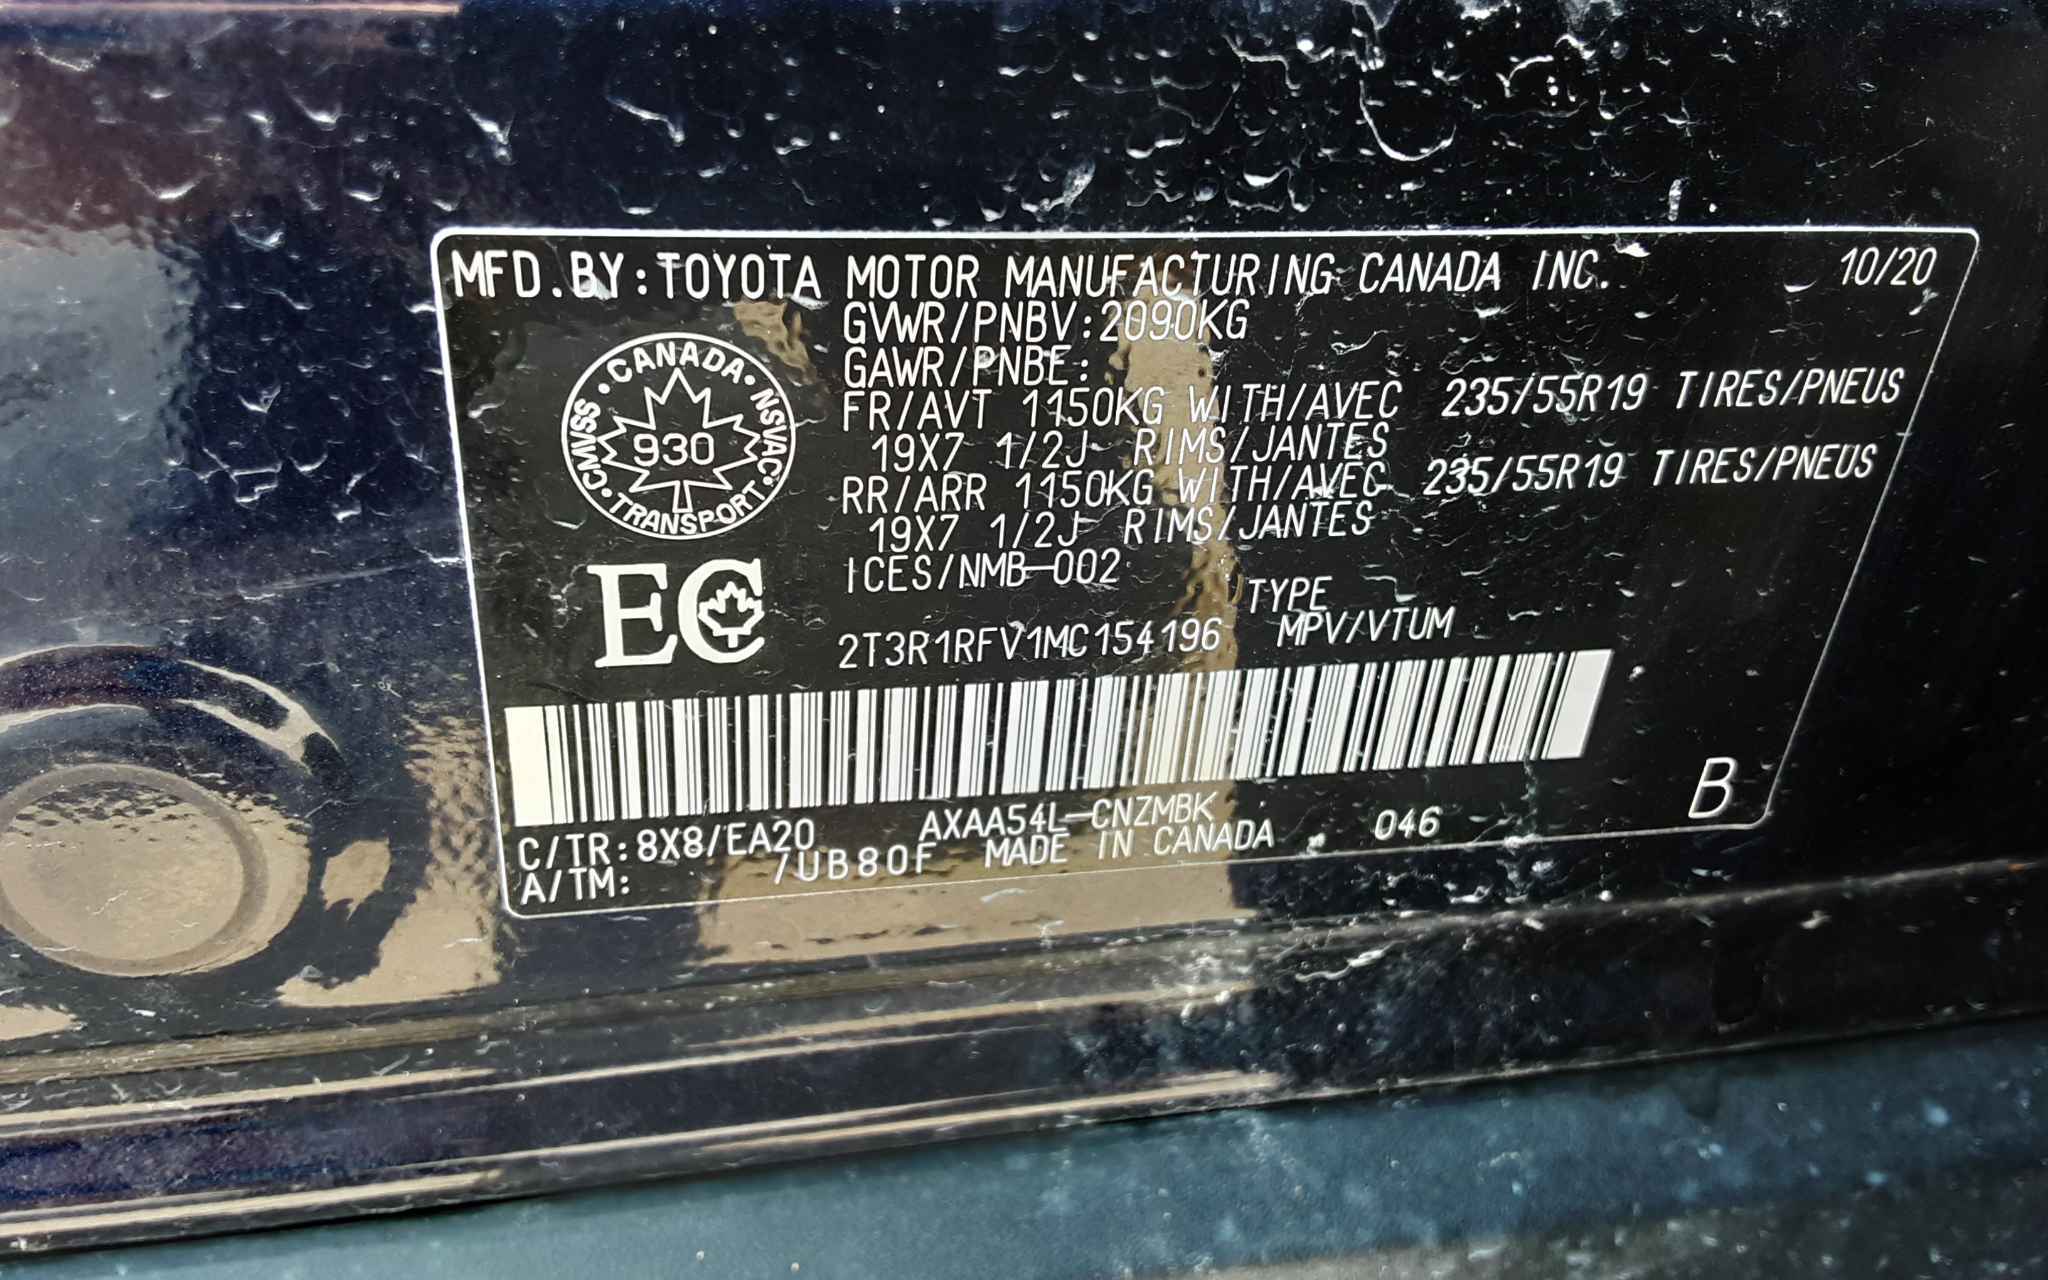 MFD.BY:TOYOTA MOTOR MANUFACTURING CANADA INC. 10/20
GVWR/PNBV:2090KG
GAWR/PNBE:
FR/AVT 1150KG WITH/AVEC 235/55R19 TIRES/PNEUS
19X7 1/2J RIMS/JANTES
RR/ARR 1150KG WITH/AVEC 235/55R19 TIRES/PNEUS
19X7 1/2J RIMS/JANTES
ICES/NMB-002
CANADA • NSVAC • TRANSPORT • CMVSS •
930
EC
TYPE
2T3R1RFV1MC154196 MPV/VTUM
C/TR:8X8/EA20 AXAA54L-CNZMBK
A/TM: /UB80F MADE IN CANADA 046
B